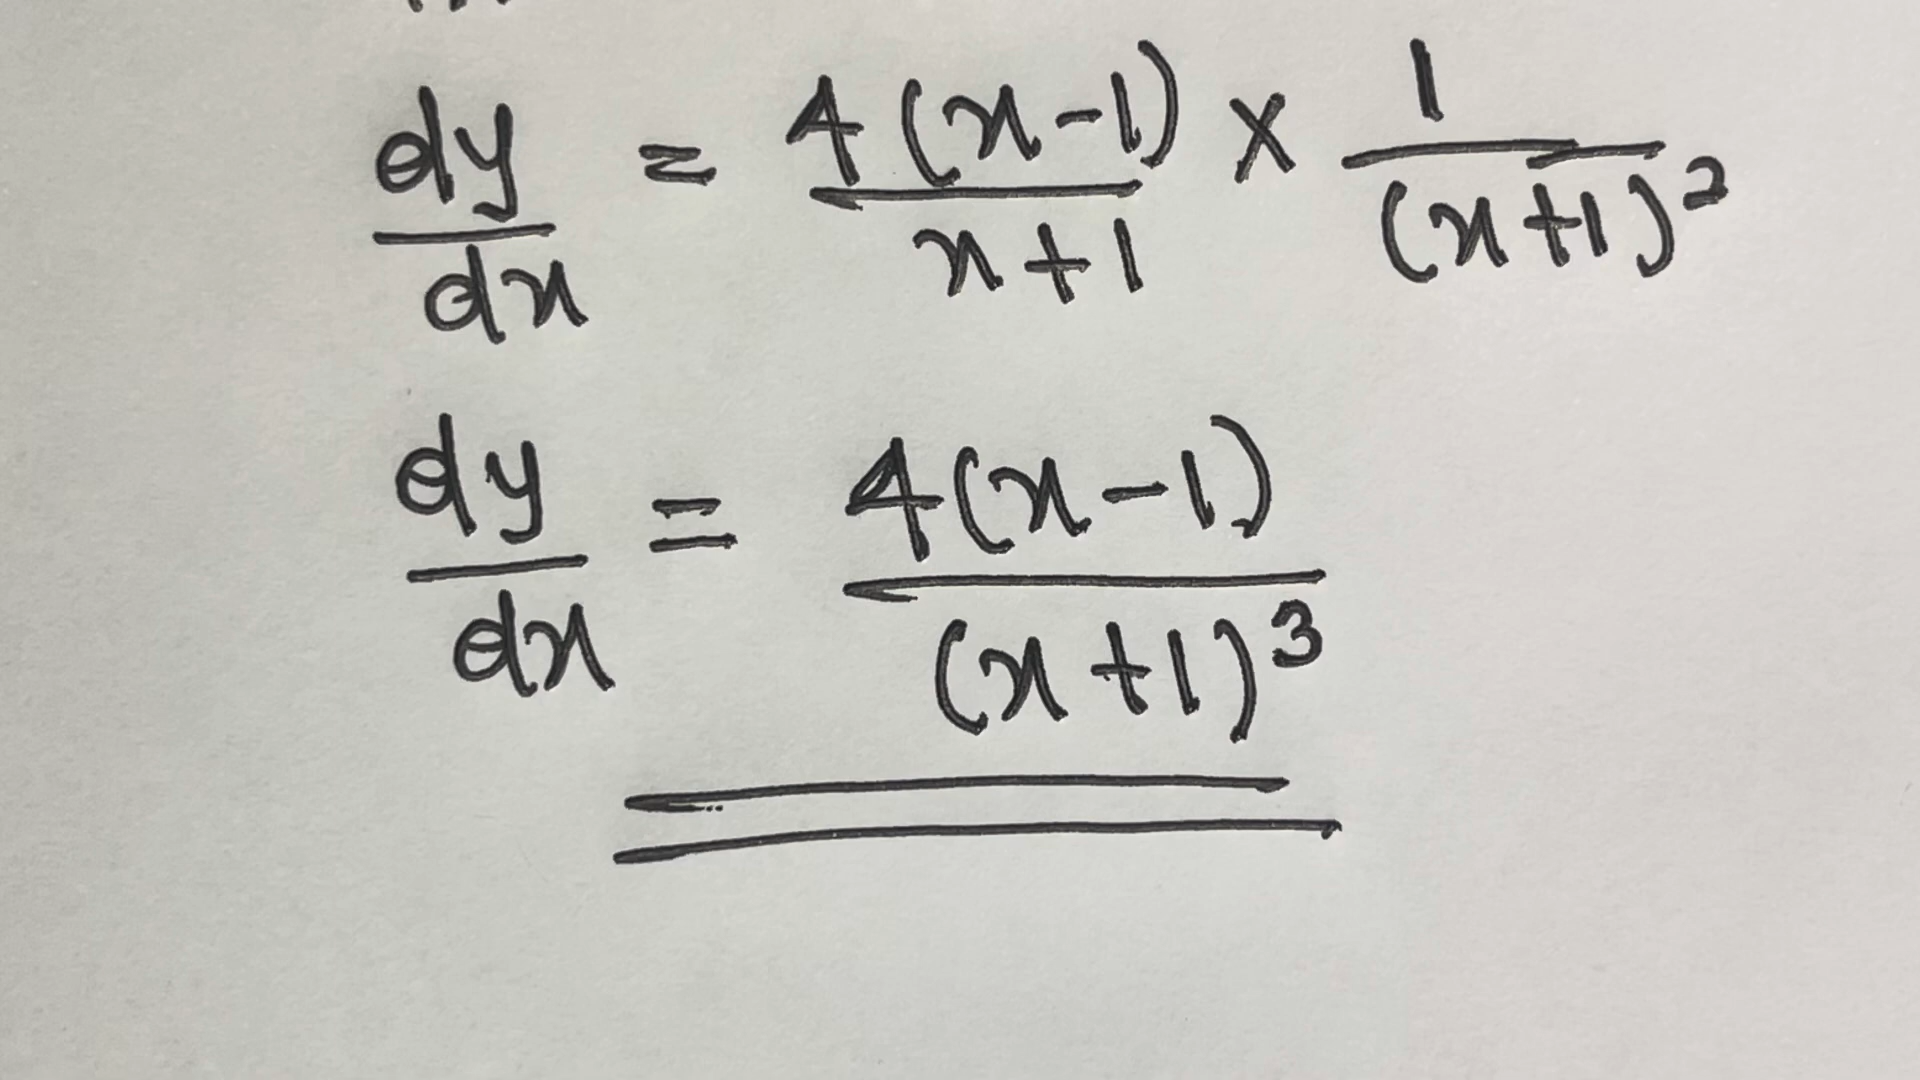 dy/dx = 4(x-1)/x+1 × 1/(x+1)²
dy/dx = 4(x-1)/(x+1)³